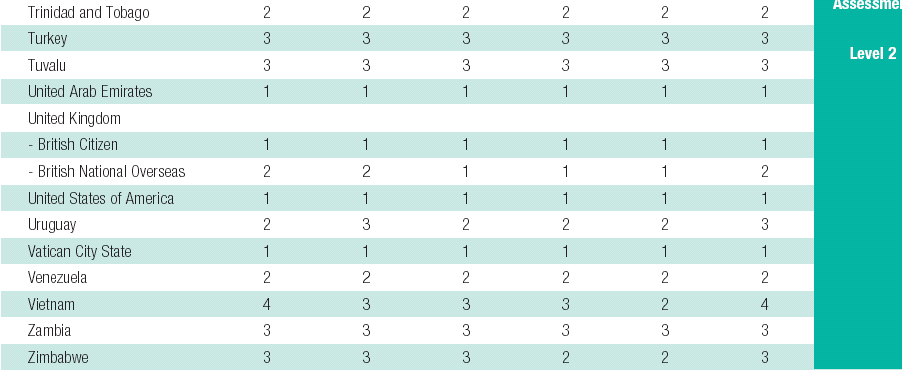 Trinidad and Tobago 2 2 2 2 2 2
Turkey 3 3 3 3 3 3
Tuvalu 3 3 3 3 3 3
United Arab Emirates 1 1 1 1 1 1
United Kingdom
- British Citizen 1 1 1 1 1 1
- British National Overseas 2 2 1 1 1 2
United States of America 1 1 1 1 1 1
Uruguay 2 3 2 2 2 3
Vatican City State 1 1 1 1 1 1
Venezuela 2 2 2 2 2 2
Vietnam 4 3 3 3 2 4
Zambia 3 3 3 3 3 3
Zimbabwe 3 3 3 2 2 3
Assessme
Level 2